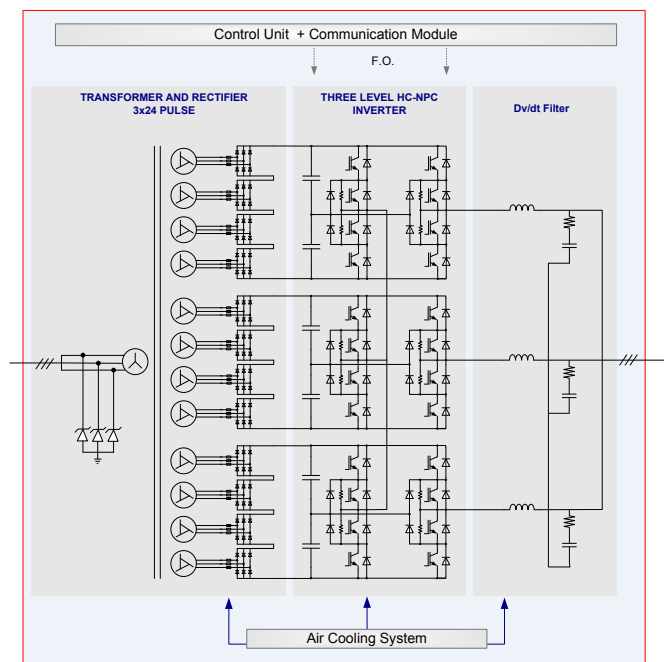 Control Unit + Communication Module
F.O.
TRANSFORMER AND RECTIFIER
3x24 PULSE
THREE LEVEL HC-NPC
INVERTER
Dv/dt Filter
Air Cooling System